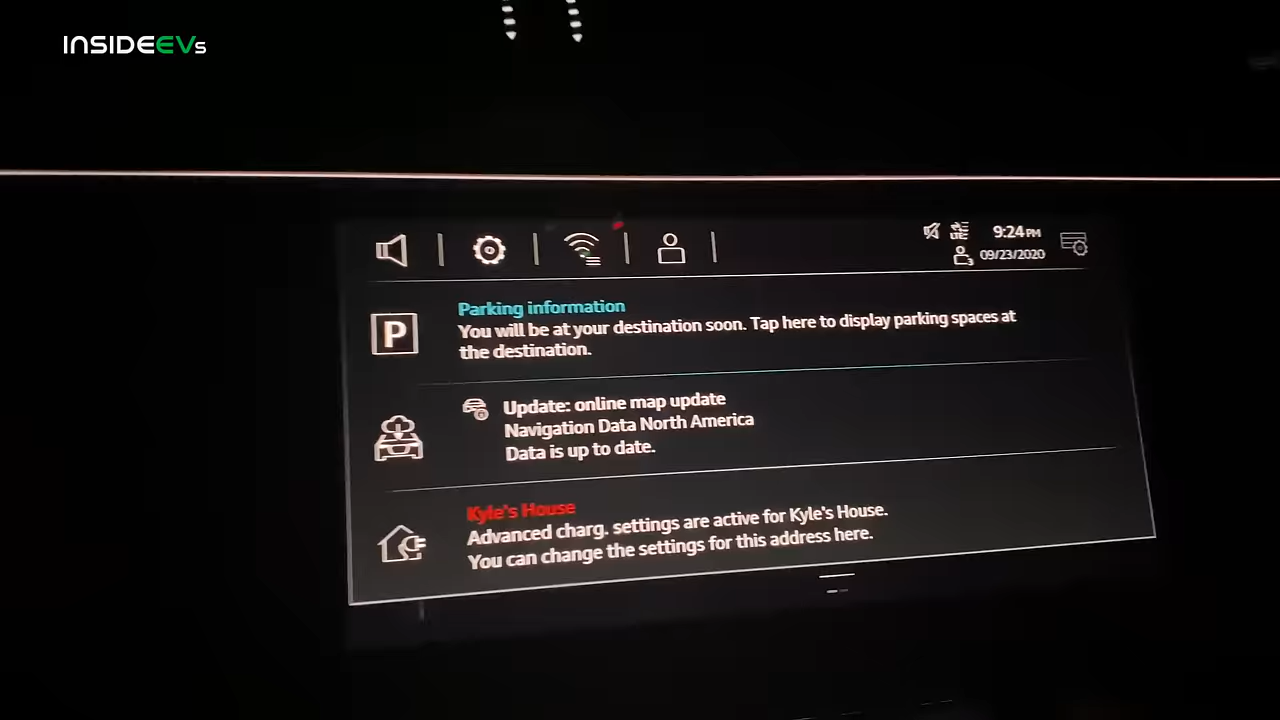 INSIDEEVs
LTE
9:24PM
3
09/23/2020
P
Parking information
You will be at your destination soon. Tap here to display parking spaces at
the destination.
Update: online map update
Navigation Data North America
Data is up to date.
Kyle's House
Advanced charg. settings are active for Kyle's House.
You can change the settings for this address here.